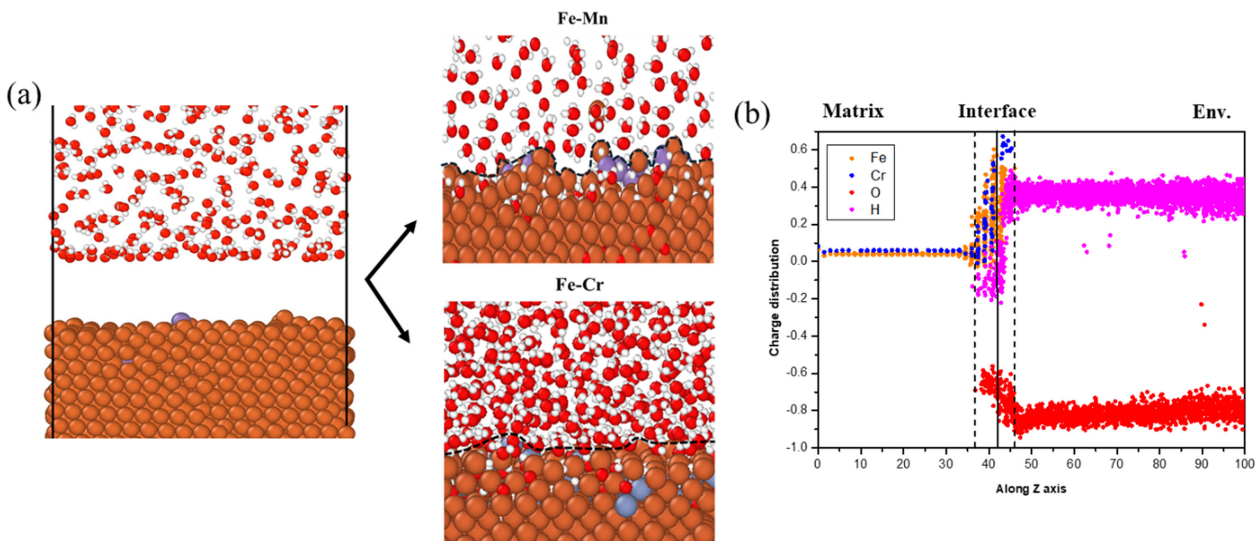 Fe-Mn
(a)
Fe-Cr
(b)
Matrix Interface Env.
Fe
Cr
O
H
0.6
0.4
0.2
0.0
-0.2
-0.4
-0.6
-0.8
-1.0
Charge distribution
0 10 20 30 40 50 60 70 80 90 100
Along Z axis